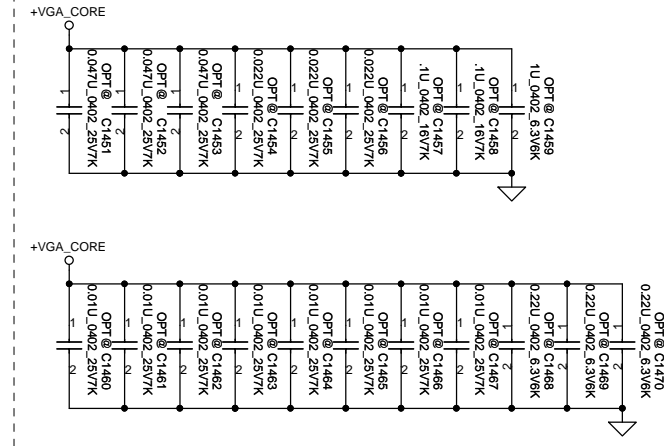 +VGA_CORE
1
2
OPT@ C1451
0.047U_0402_25V7K
1
2
OPT@ C1452
0.047U_0402_25V7K
1
2
OPT@ C1453
0.047U_0402_25V7K
1
2
OPT@ C1454
0.022U_0402_25V7K
1
2
OPT@ C1455
0.022U_0402_25V7K
1
2
OPT@ C1456
0.022U_0402_25V7K
1
2
OPT@ C1457
.1U_0402_16V7K
1
2
OPT@ C1458
.1U_0402_16V7K
1
2
OPT@ C1459
1U_0402_6.3V6K
+VGA_CORE
1
2
OPT@ C1460
0.01U_0402_25V7K
1
2
OPT@ C1461
0.01U_0402_25V7K
1
2
OPT@ C1462
0.01U_0402_25V7K
1
2
OPT@ C1463
0.01U_0402_25V7K
1
2
OPT@ C1464
0.01U_0402_25V7K
1
2
OPT@ C1465
0.01U_0402_25V7K
1
2
OPT@ C1466
0.01U_0402_25V7K
1
2
OPT@ C1467
0.01U_0402_25V7K
1
2
OPT@ C1468
0.22U_0402_6.3V6K
1
2
OPT@ C1469
0.22U_0402_6.3V6K
1
2
OPT@ C1470
0.22U_0402_6.3V6K